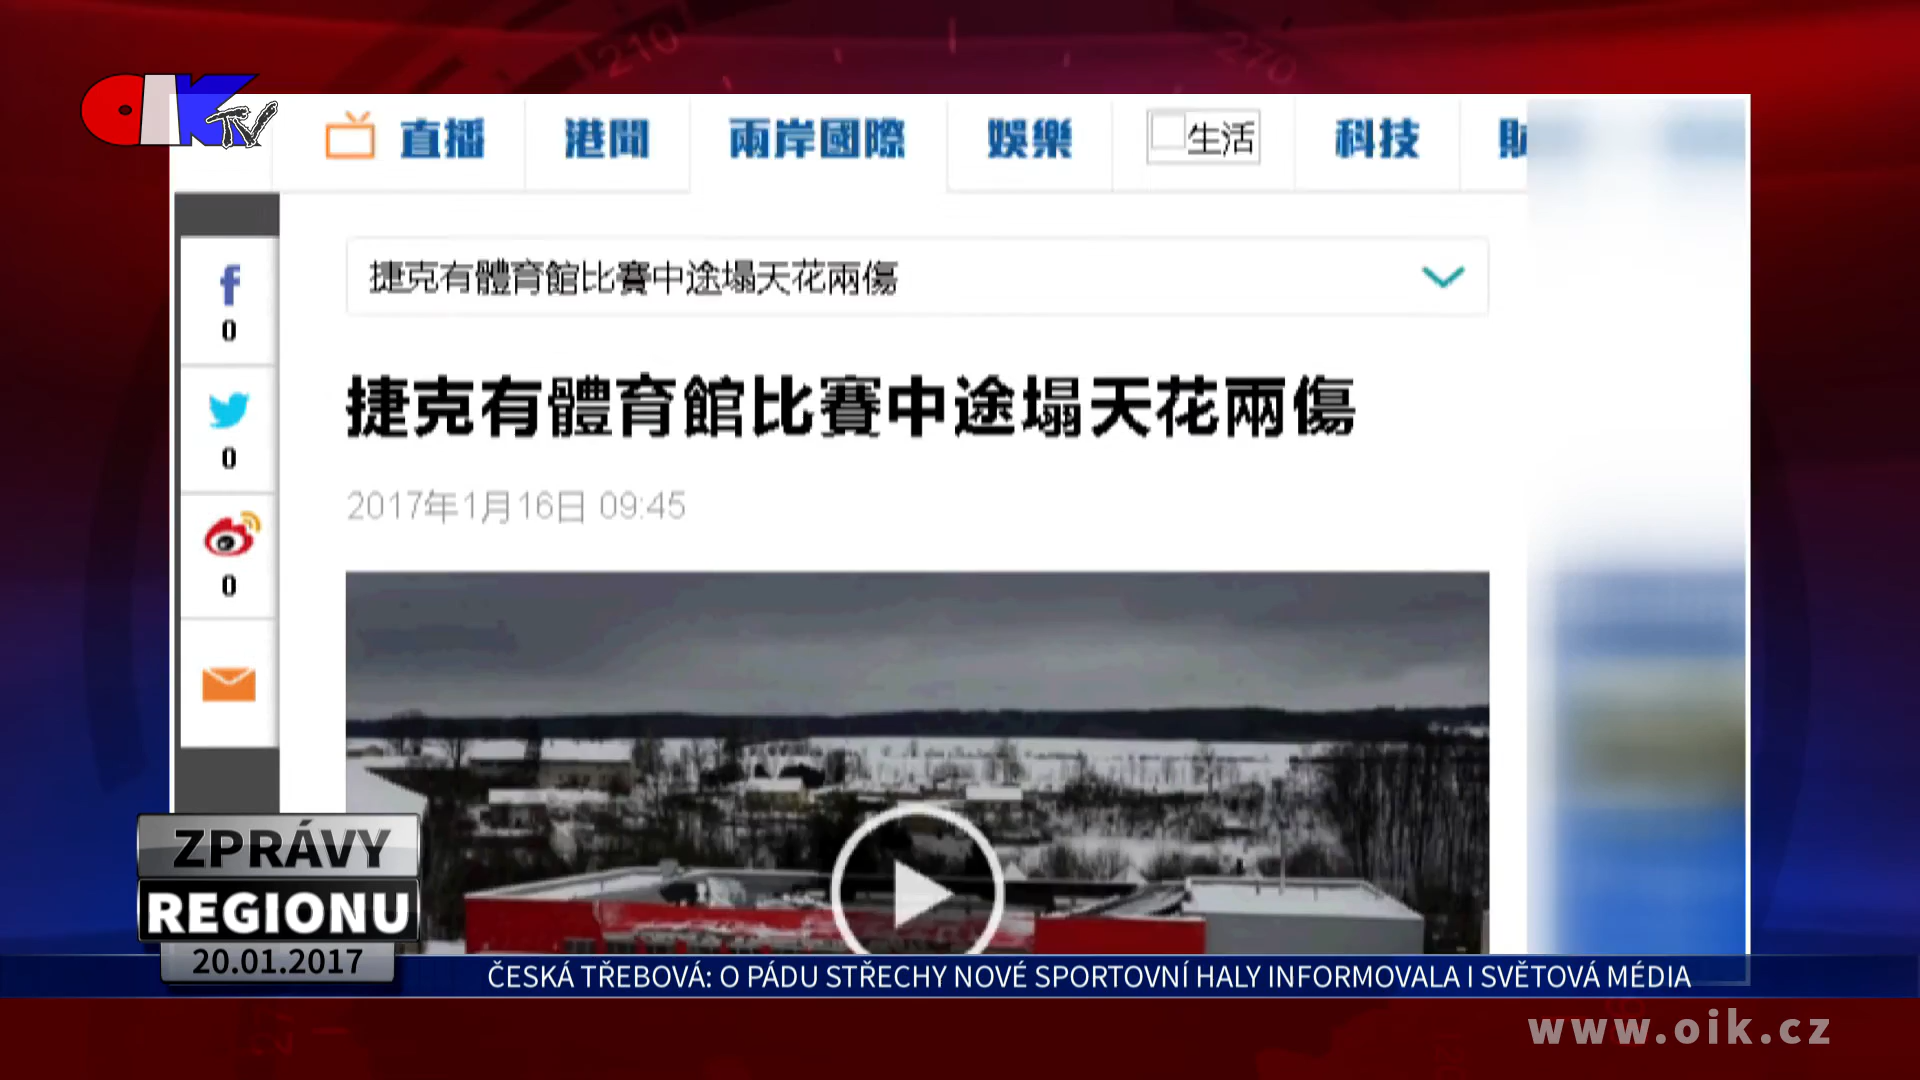 210
270
OIK TV
直播 港聞 兩岸國際 娛樂 生活 科技
捷克有體育館比賽中途塌天花兩傷
捷克有體育館比賽中途塌天花兩傷
2017年1月16日 09:45
0
0
0
ZPRÁVY
REGIONU
20.01.2017
ČESKÁ TŘEBOVÁ: O PÁDU STŘECHY NOVÉ SPORTOVNÍ HALY INFORMOVALA I SVĚTOVÁ MÉDIA
www.oik.cz